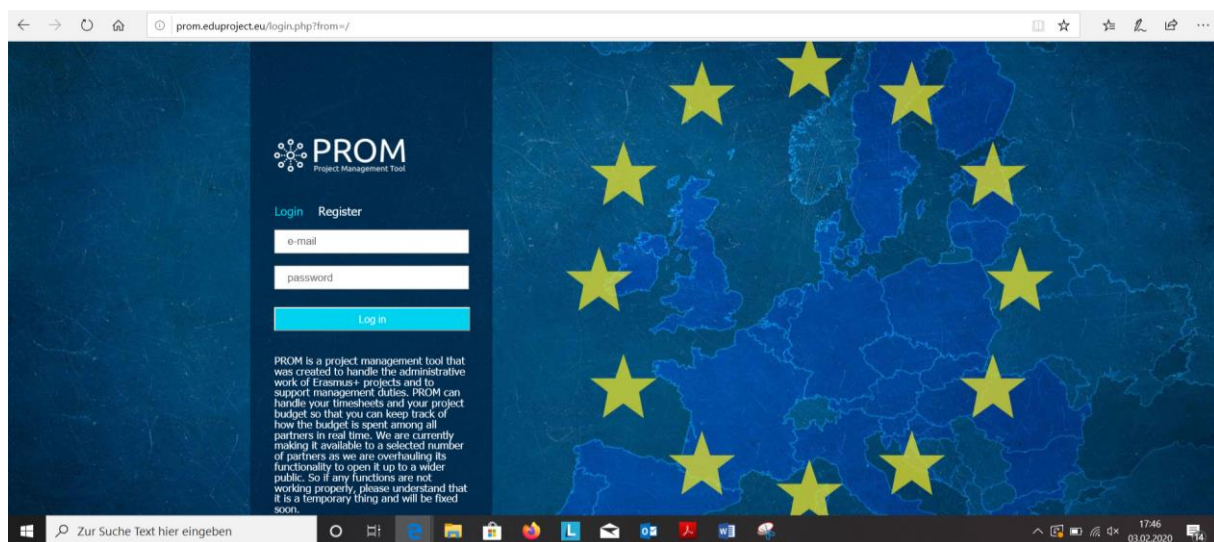 prom.eduproject.eu/login.php?from=/
PROM
Project Management Tool
Login Register
e-mail
password
Log in
PROM is a project management tool that
was created to handle the administrative
work of Erasmus+ projects and to
support management duties. PROM can
handle your timesheets and your project
budget so that you can keep track of
how the budget is spent among all
partners in real time. We are currently
making it available to a selected number
of partners as we are overhauling its
functionality to open it up to a wider
public. So if any functions are not
working properly, please understand that
it is a temporary thing and will be fixed
soon.
Zur Suche Text hier eingeben
17:46
03.02.2020
14